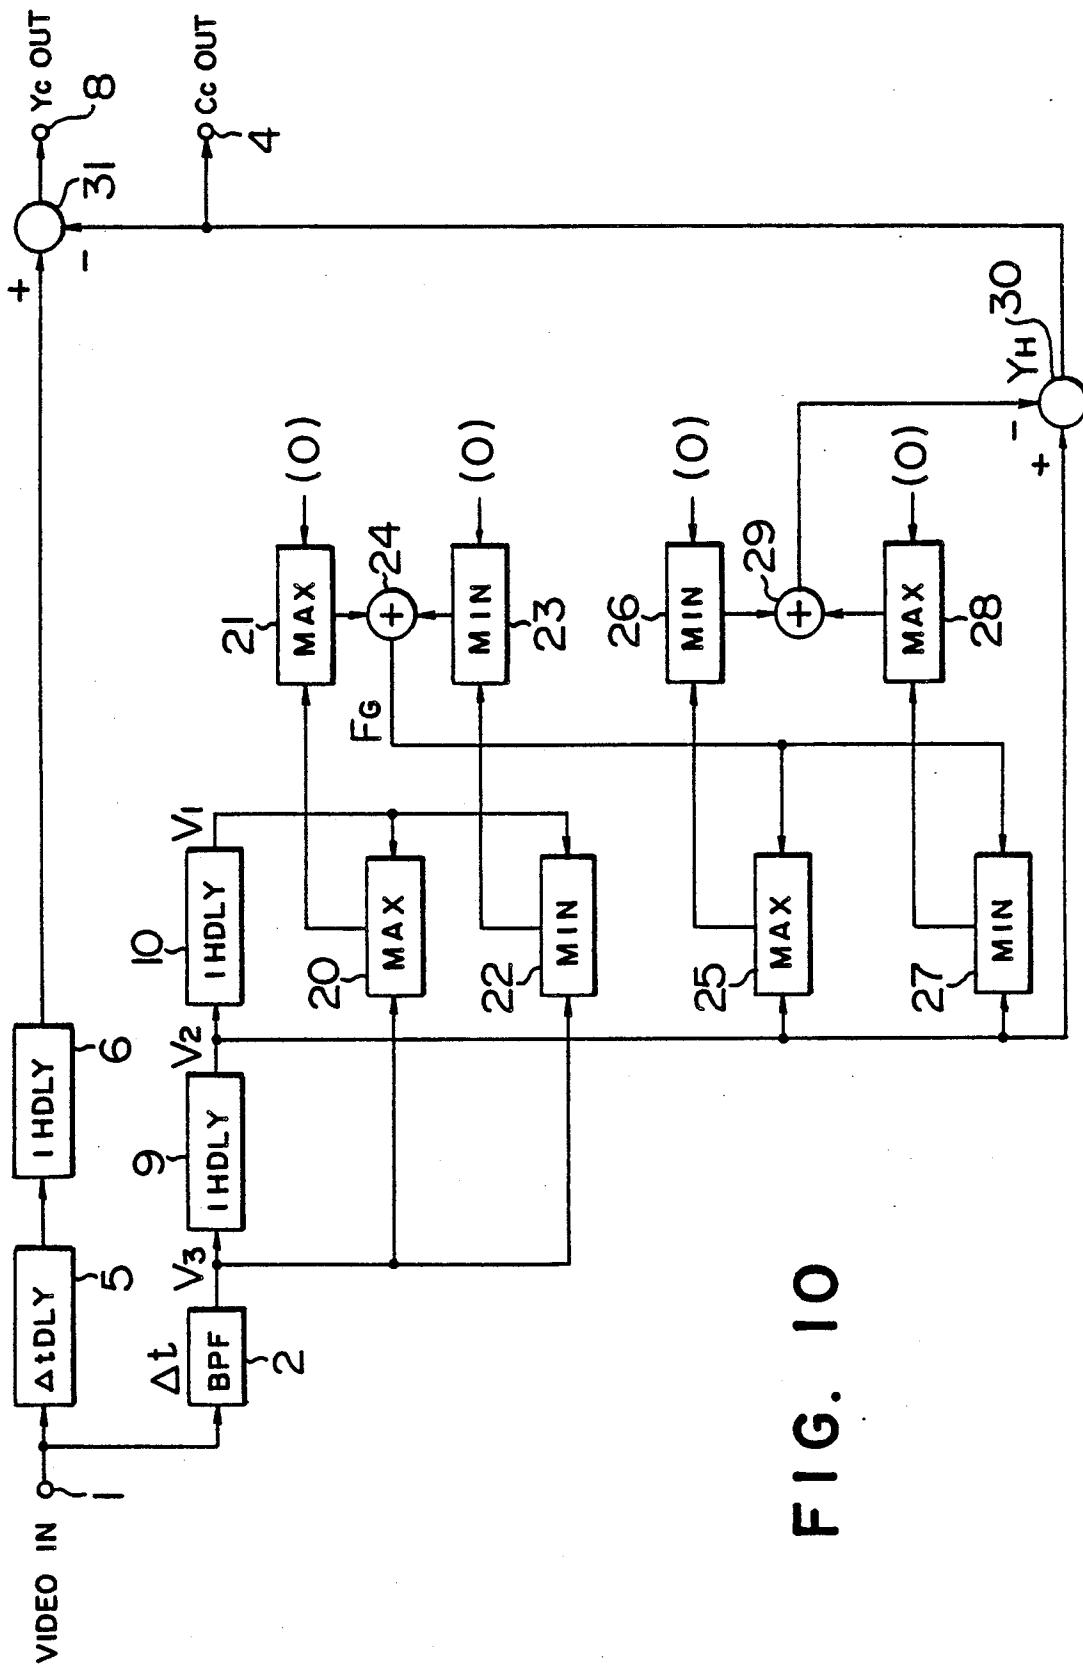 VIDEO IN
1
ΔtDLY
5
1HDLY
6
+
-
31
Yc OUT
8
Cc OUT
4
Δt
BPF
2
V3
1HDLY
9
V2
1HDLY
10
V1
MAX
20
MAX
21
(0)
24
+
FG
MIN
22
MIN
23
(0)
MAX
25
MIN
26
(0)
29
+
MIN
27
MAX
28
(0)
-
+
YH
30
FIG. 10